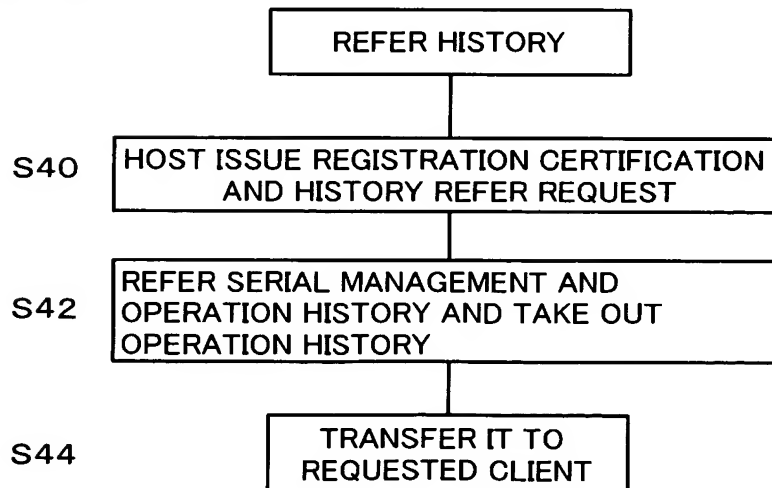 REFER HISTORY
S40
HOST ISSUE REGISTRATION CERTIFICATION
AND HISTORY REFER REQUEST
S42
REFER SERIAL MANAGEMENT AND
OPERATION HISTORY AND TAKE OUT
OPERATION HISTORY
S44
TRANSFER IT TO
REQUESTED CLIENT